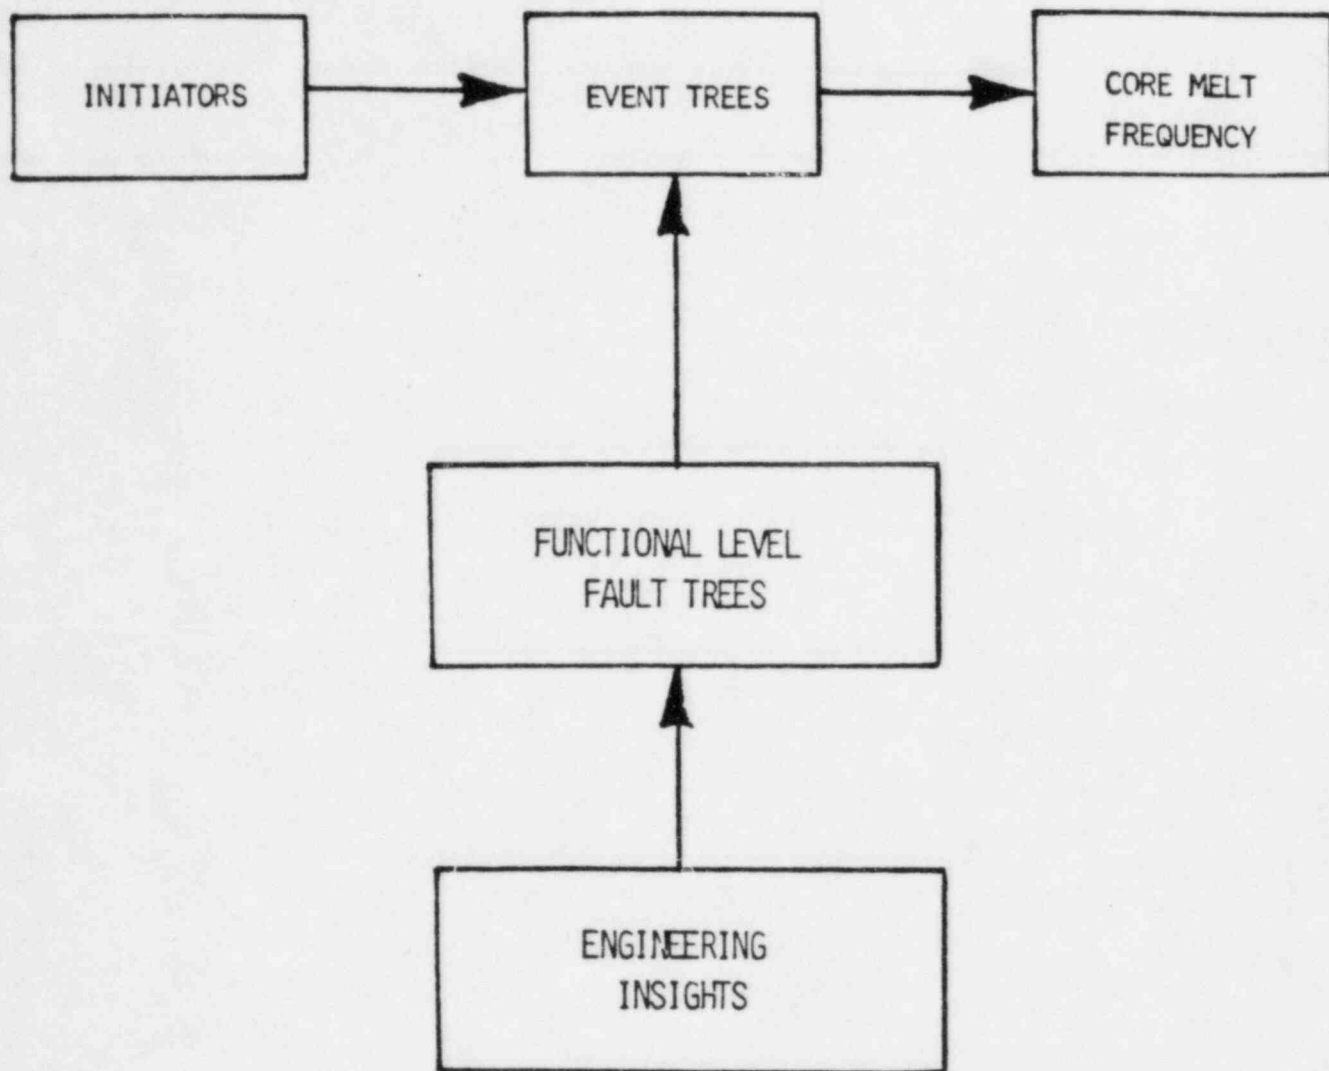 INITIATORS
EVENT TREES
CORE MELT
FREQUENCY
FUNCTIONAL LEVEL
FAULT TREES
ENGINEERING
INSIGHTS